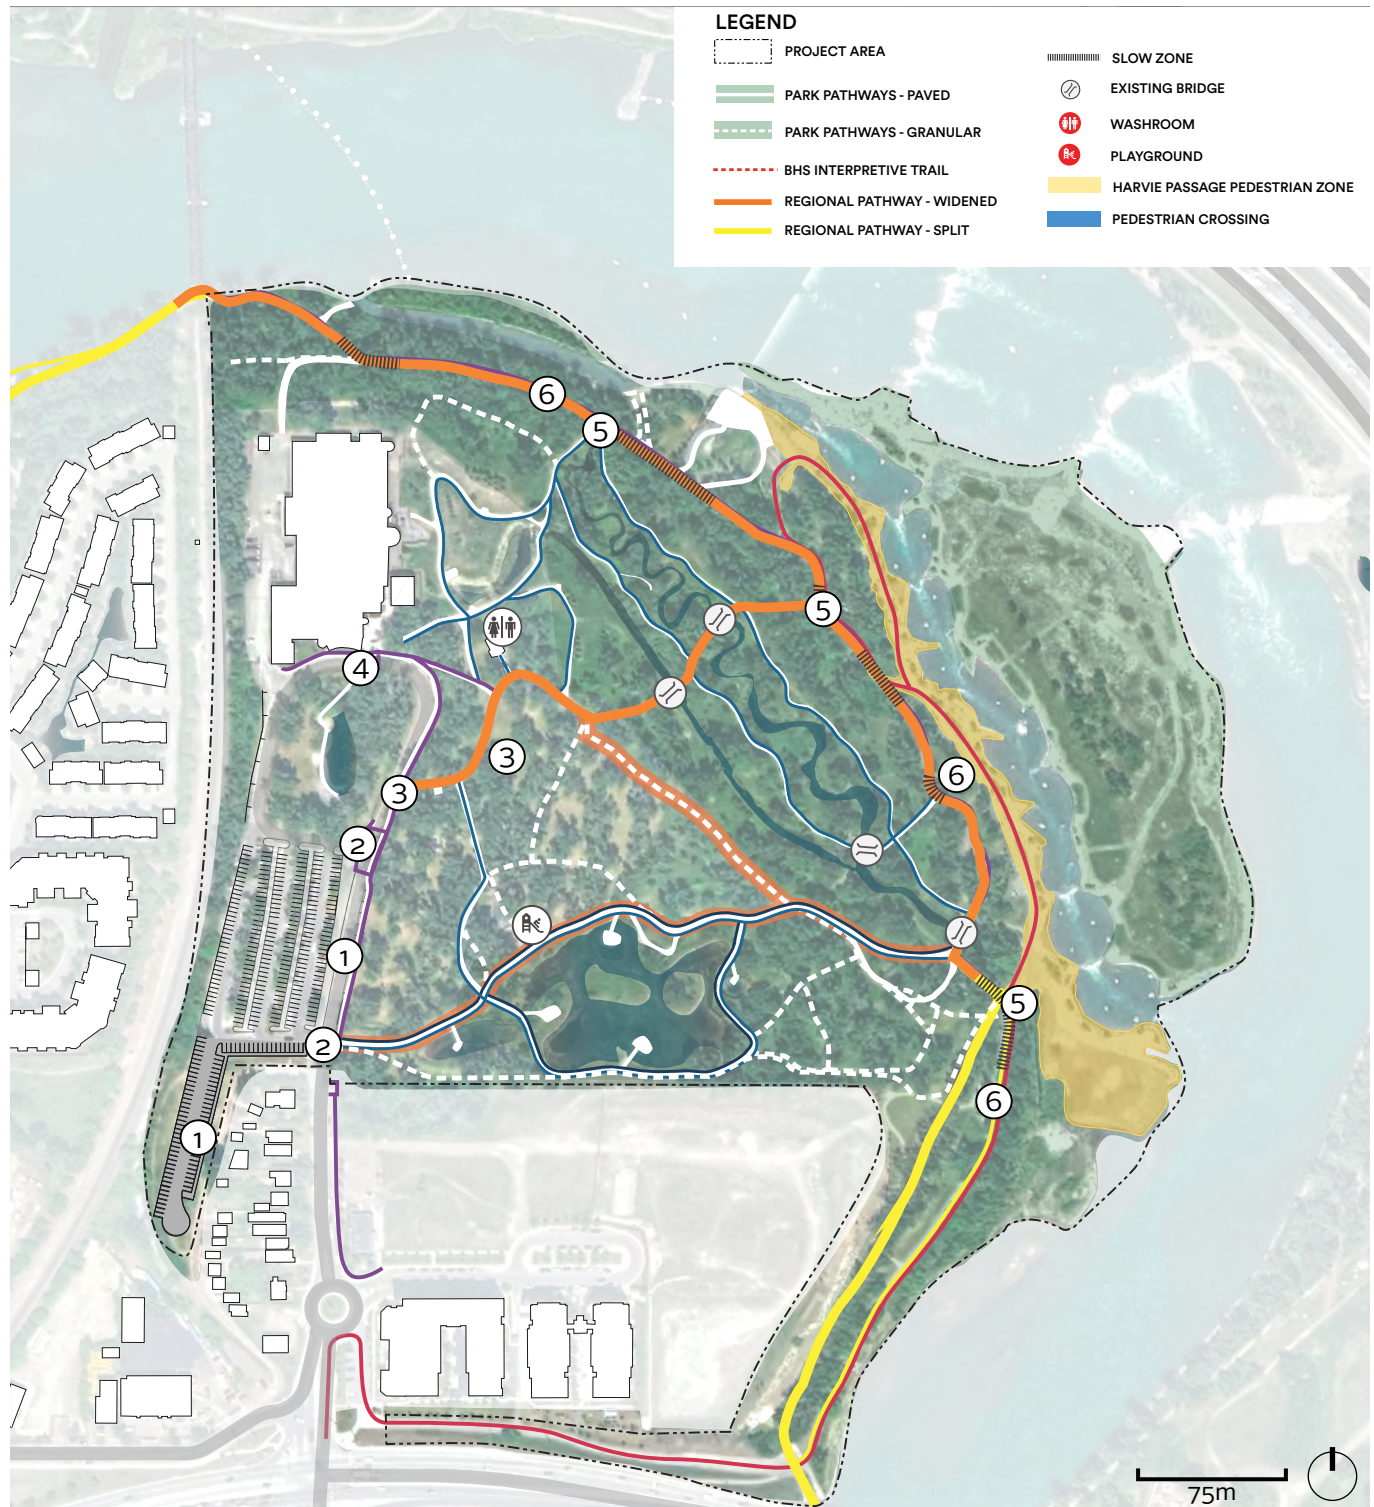 LEGEND
PROJECT AREA
PARK PATHWAYS - PAVED
PARK PATHWAYS - GRANULAR
BHS INTERPRETIVE TRAIL
REGIONAL PATHWAY - WIDENED
REGIONAL PATHWAY - SPLIT
SLOW ZONE
EXISTING BRIDGE
WASHROOM
PLAYGROUND
HARVIE PASSAGE PEDESTRIAN ZONE
PEDESTRIAN CROSSING
6
5
5
4
3
3
6
2
1
2
5
6
1
75m